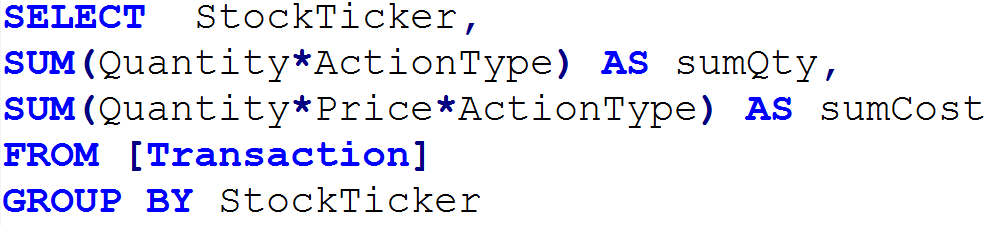 SELECT  StockTicker,
SUM(Quantity*ActionType) AS sumQty,
SUM(Quantity*Price*ActionType) AS sumCost
FROM [Transaction]
GROUP BY StockTicker